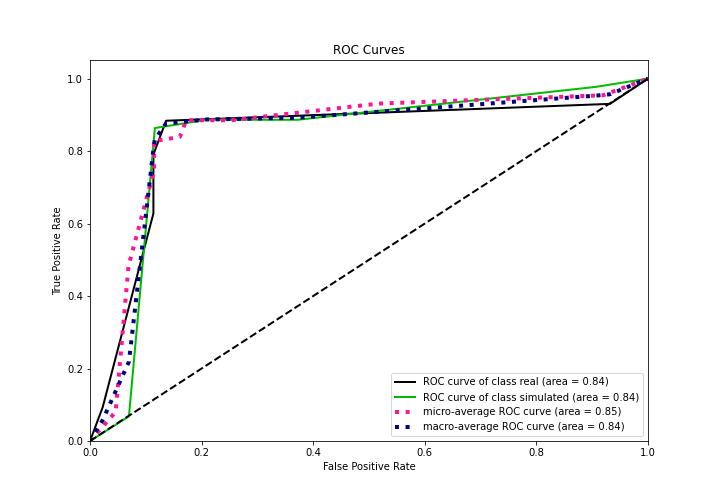 ROC Curves
True Positive Rate
1.0
0.8
0.6
0.4
0.2
0.0
0.0 0.2 0.4 0.6 0.8 1.0
False Positive Rate
ROC curve of class real (area = 0.84)
ROC curve of class simulated (area = 0.84)
micro-average ROC curve (area = 0.85)
macro-average ROC curve (area = 0.84)